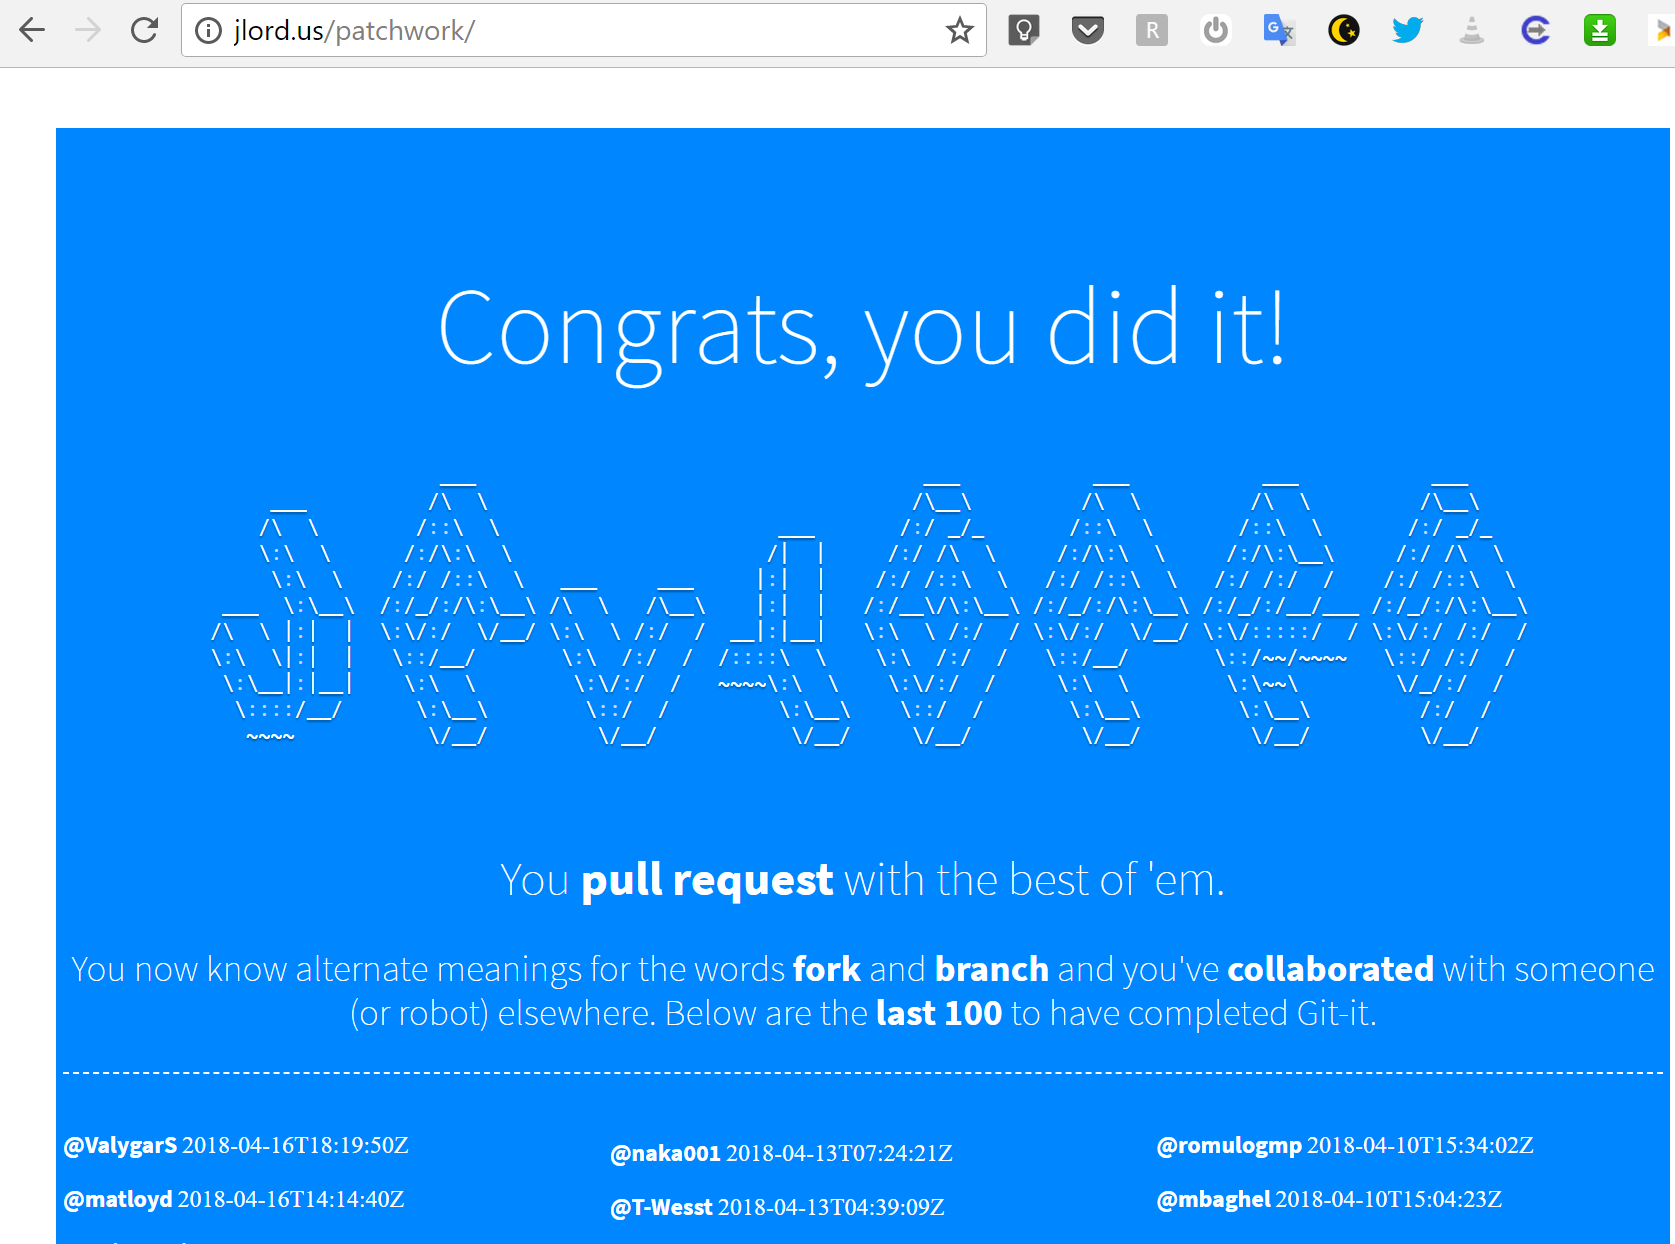 jlord.us/patchwork/
R
Congrats, you did it!
You pull request with the best of 'em.
You now know alternate meanings for the words fork and branch and you've collaborated with someone
(or robot) elsewhere. Below are the last 100 to have completed Git-it.
@ValygarS 2018-04-16T18:19:50Z
@matloyd 2018-04-16T14:14:40Z
@naka001 2018-04-13T07:24:21Z
@T-Wesst 2018-04-13T04:39:09Z
@romulogmp 2018-04-10T15:34:02Z
@mbaghel 2018-04-10T15:04:23Z